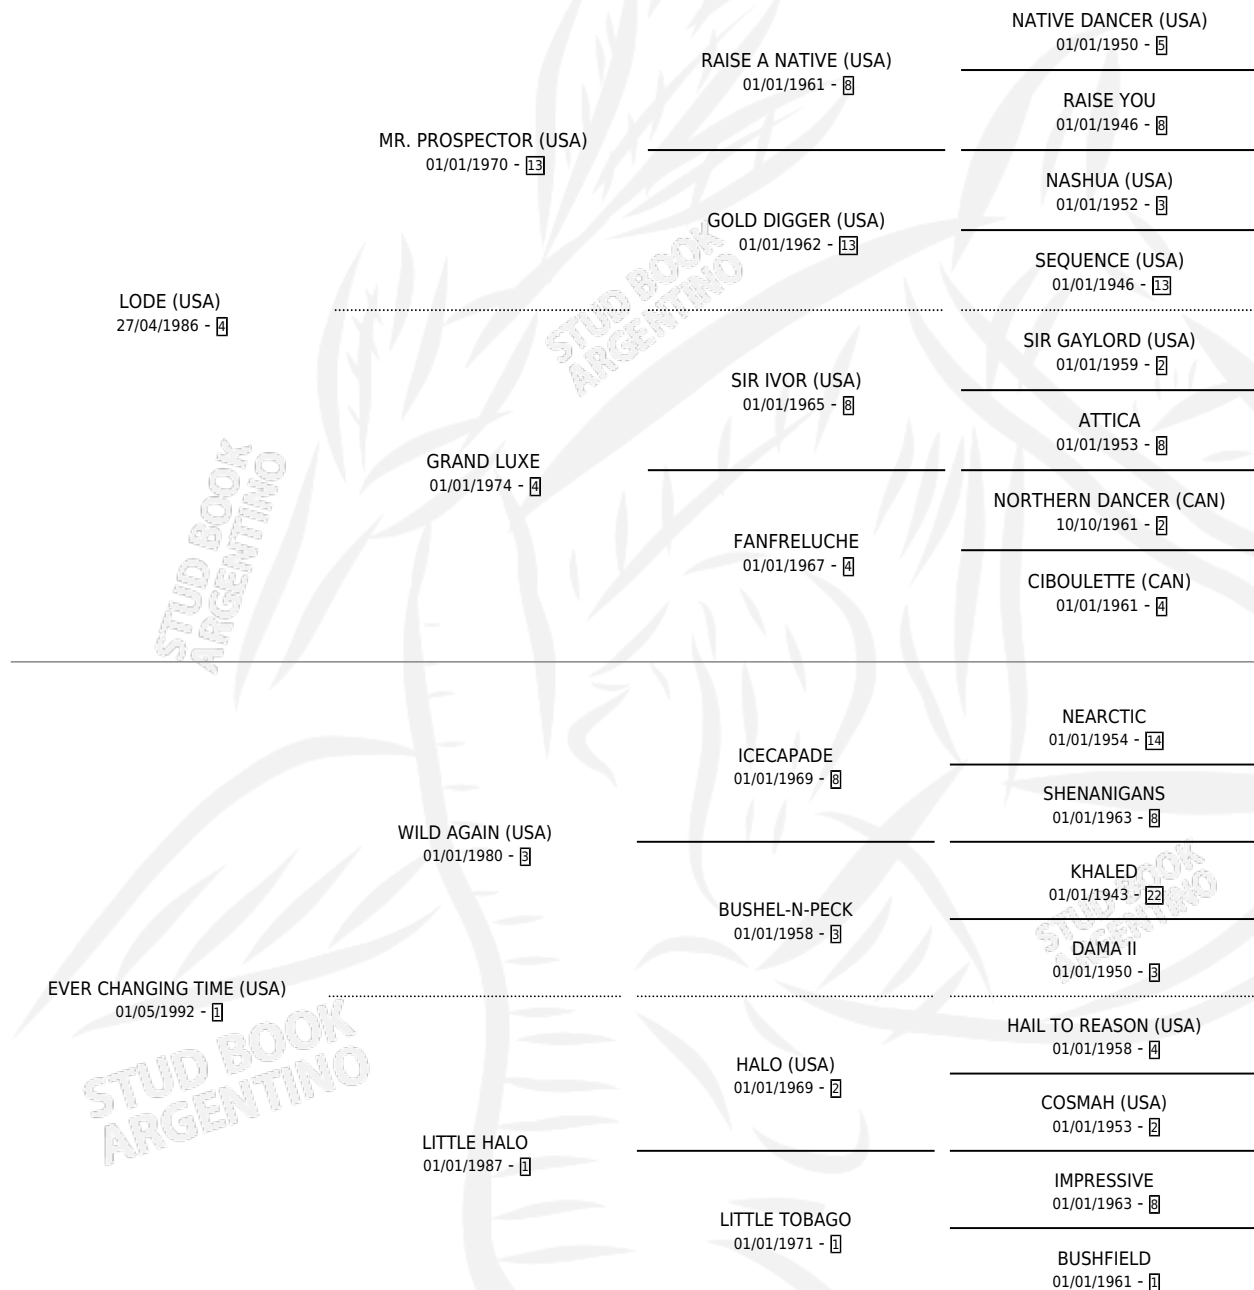 NATIVE DANCER (USA)
01/01/1950 - 5
RAISE A NATIVE (USA)
01/01/1961 - 8
RAISE YOU
01/01/1946 - 8
MR. PROSPECTOR (USA)
01/01/1970 - 13
NASHUA (USA)
01/01/1952 - 3
GOLD DIGGER (USA)
01/01/1962 - 13
SEQUENCE (USA)
01/01/1946 - 13
LODE (USA)
27/04/1986 - 4
STUD BOOK
ARGENTINO
SIR GAYLORD (USA)
01/01/1959 - 2
SIR IVOR (USA)
01/01/1965 - 8
ATTICA
01/01/1953 - 8
GRAND LUXE
01/01/1974 - 4
NORTHERN DANCER (CAN)
10/10/1961 - 2
FANFRELUCHE
01/01/1967 - 4
CIBOULETTE (CAN)
01/01/1961 - 4
STUD BOOK
ARGENTINO
NEARCTIC
01/01/1954 - 14
ICECAPADE
01/01/1969 - 8
SHENANIGANS
01/01/1963 - 8
WILD AGAIN (USA)
01/01/1980 - 3
KHALED
01/01/1943 - 22
BUSHEL-N-PECK
01/01/1958 - 3
STUD BOOK
ARGENTINO
DAMA II
01/01/1950 - 3
EVER CHANGING TIME (USA)
01/05/1992 - 1
HAIL TO REASON (USA)
01/01/1958 - 4
HALO (USA)
01/01/1969 - 2
COSMAH (USA)
01/01/1953 - 2
STUD BOOK
ARGENTINO
LITTLE HALO
01/01/1987 - 1
IMPRESSIVE
01/01/1963 - 8
LITTLE TOBAGO
01/01/1971 - 1
BUSHFIELD
01/01/1961 - 1